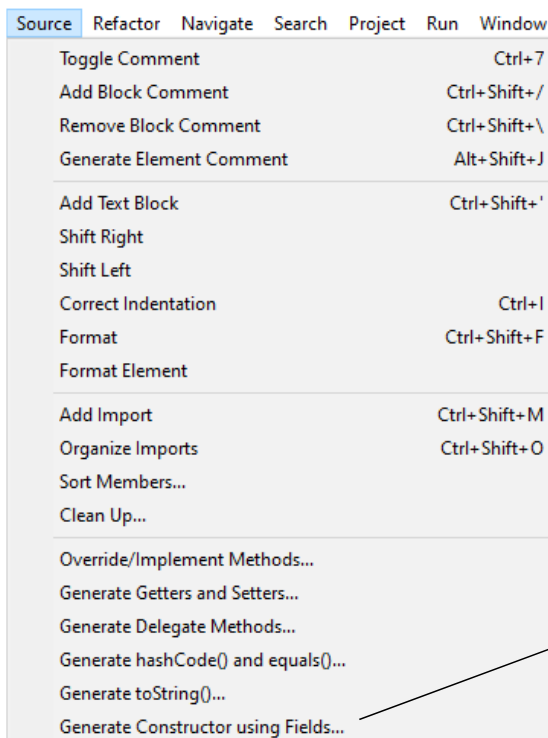 Source Refactor Navigate Search Project Run Window
Toggle Comment Ctrl+7
Add Block Comment Ctrl+Shift+/
Remove Block Comment Ctrl+Shift+\
Generate Element Comment Alt+Shift+J
Add Text Block Ctrl+Shift+'
Shift Right
Shift Left
Correct Indentation Ctrl+I
Format Ctrl+Shift+F
Format Element
Add Import Ctrl+Shift+M
Organize Imports Ctrl+Shift+O
Sort Members...
Clean Up...
Override/Implement Methods...
Generate Getters and Setters...
Generate Delegate Methods...
Generate hashCode() and equals()...
Generate toString()...
Generate Constructor using Fields...